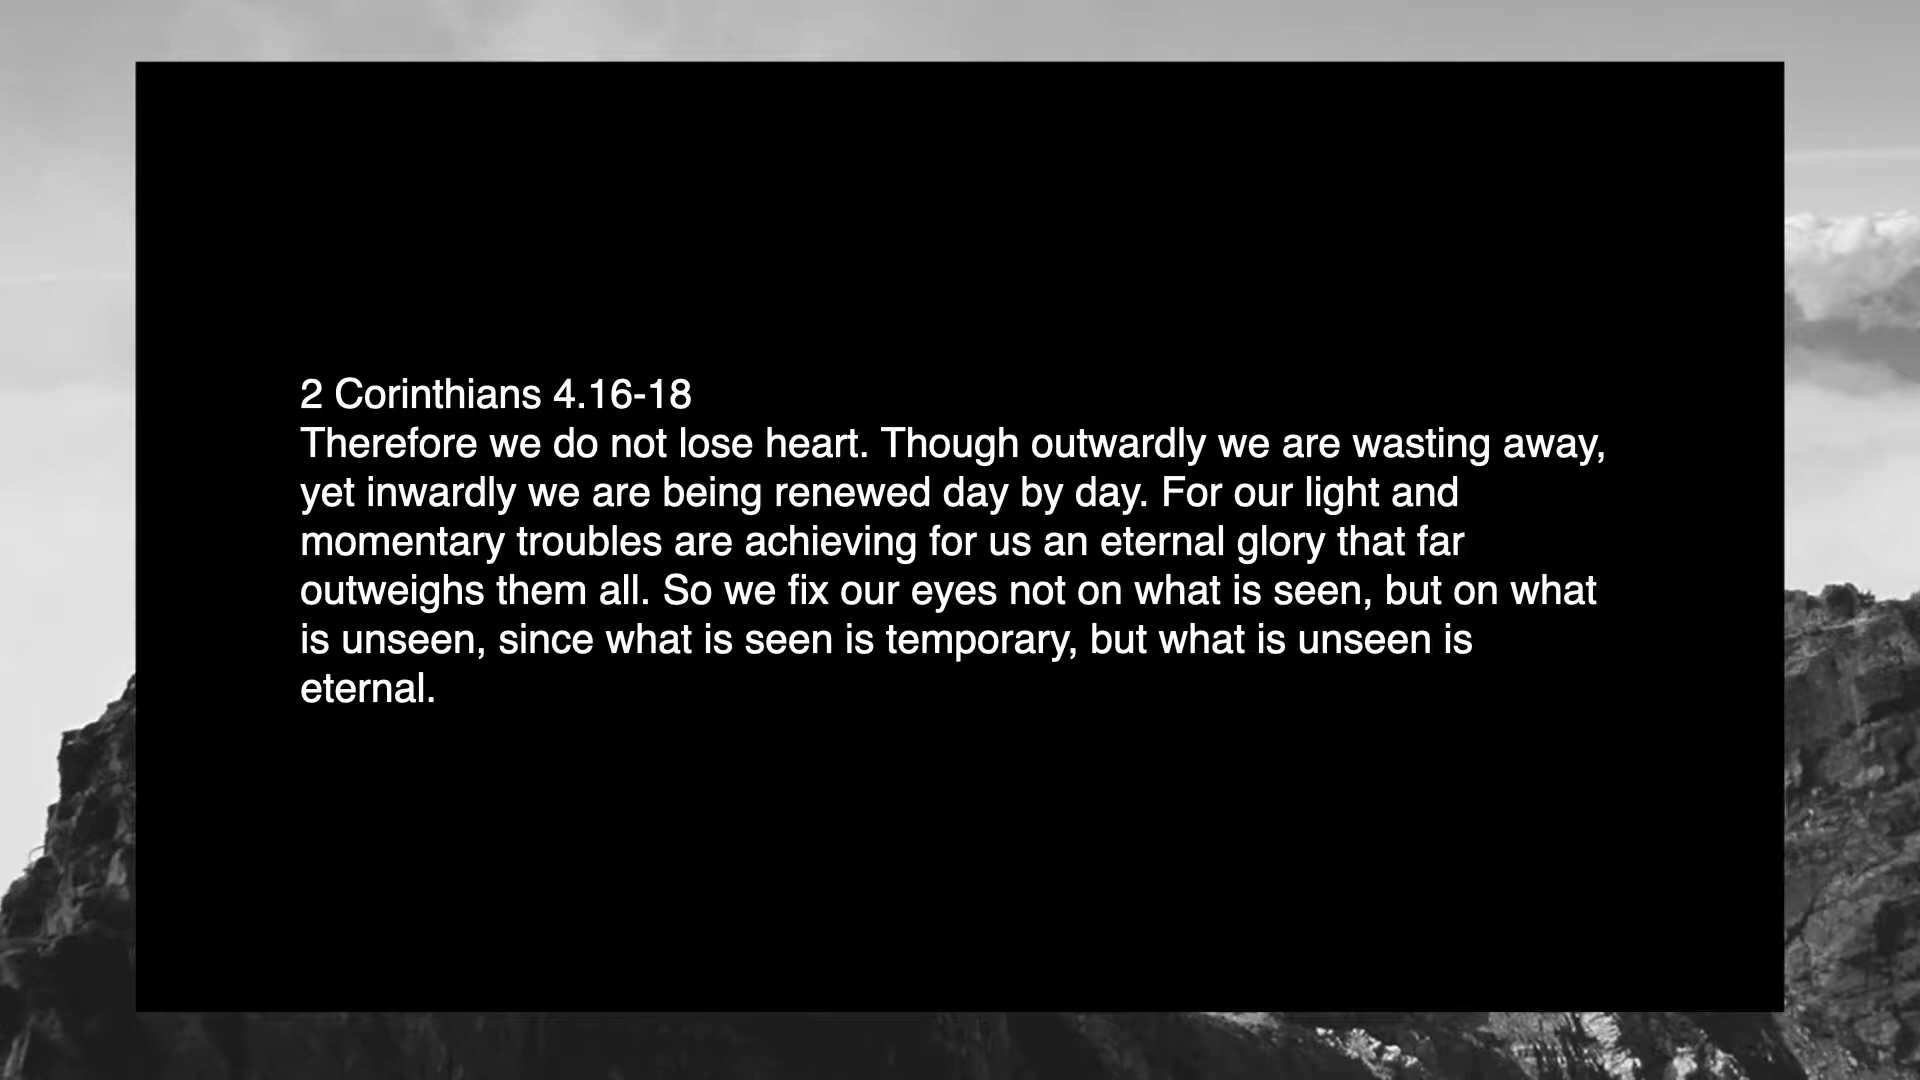 2 Corinthians 4.16-18
Therefore we do not lose heart. Though outwardly we are wasting away,
yet inwardly we are being renewed day by day. For our light and
momentary troubles are achieving for us an eternal glory that far
outweighs them all. So we fix our eyes not on what is seen, but on what
is unseen, since what is seen is temporary, but what is unseen is
eternal.